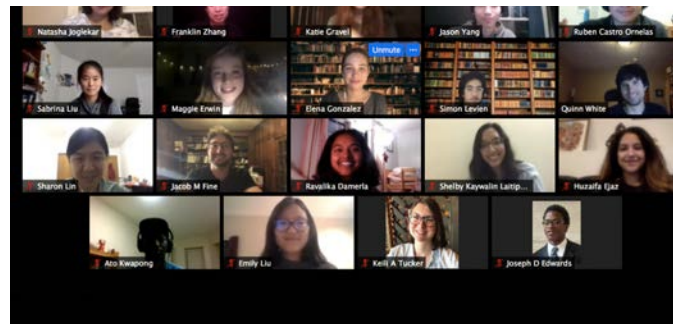 Natasha Joglekar
Franklin Zhang
Katie Gravel
Jason Yang
Ruben Castro Ornelas
Unmute ...
Sabrina Liu
Maggie Erwin
Elena Gonzalez
Simon Levien
Quinn White
Sharon Lin
Jacob M Fine
Ravalika Damerla
Shelby Kaywalin Laitip...
Huzaifa Ejaz
Ato Kwapong
Emily Liu
Keili A Tucker
Joseph D Edwards